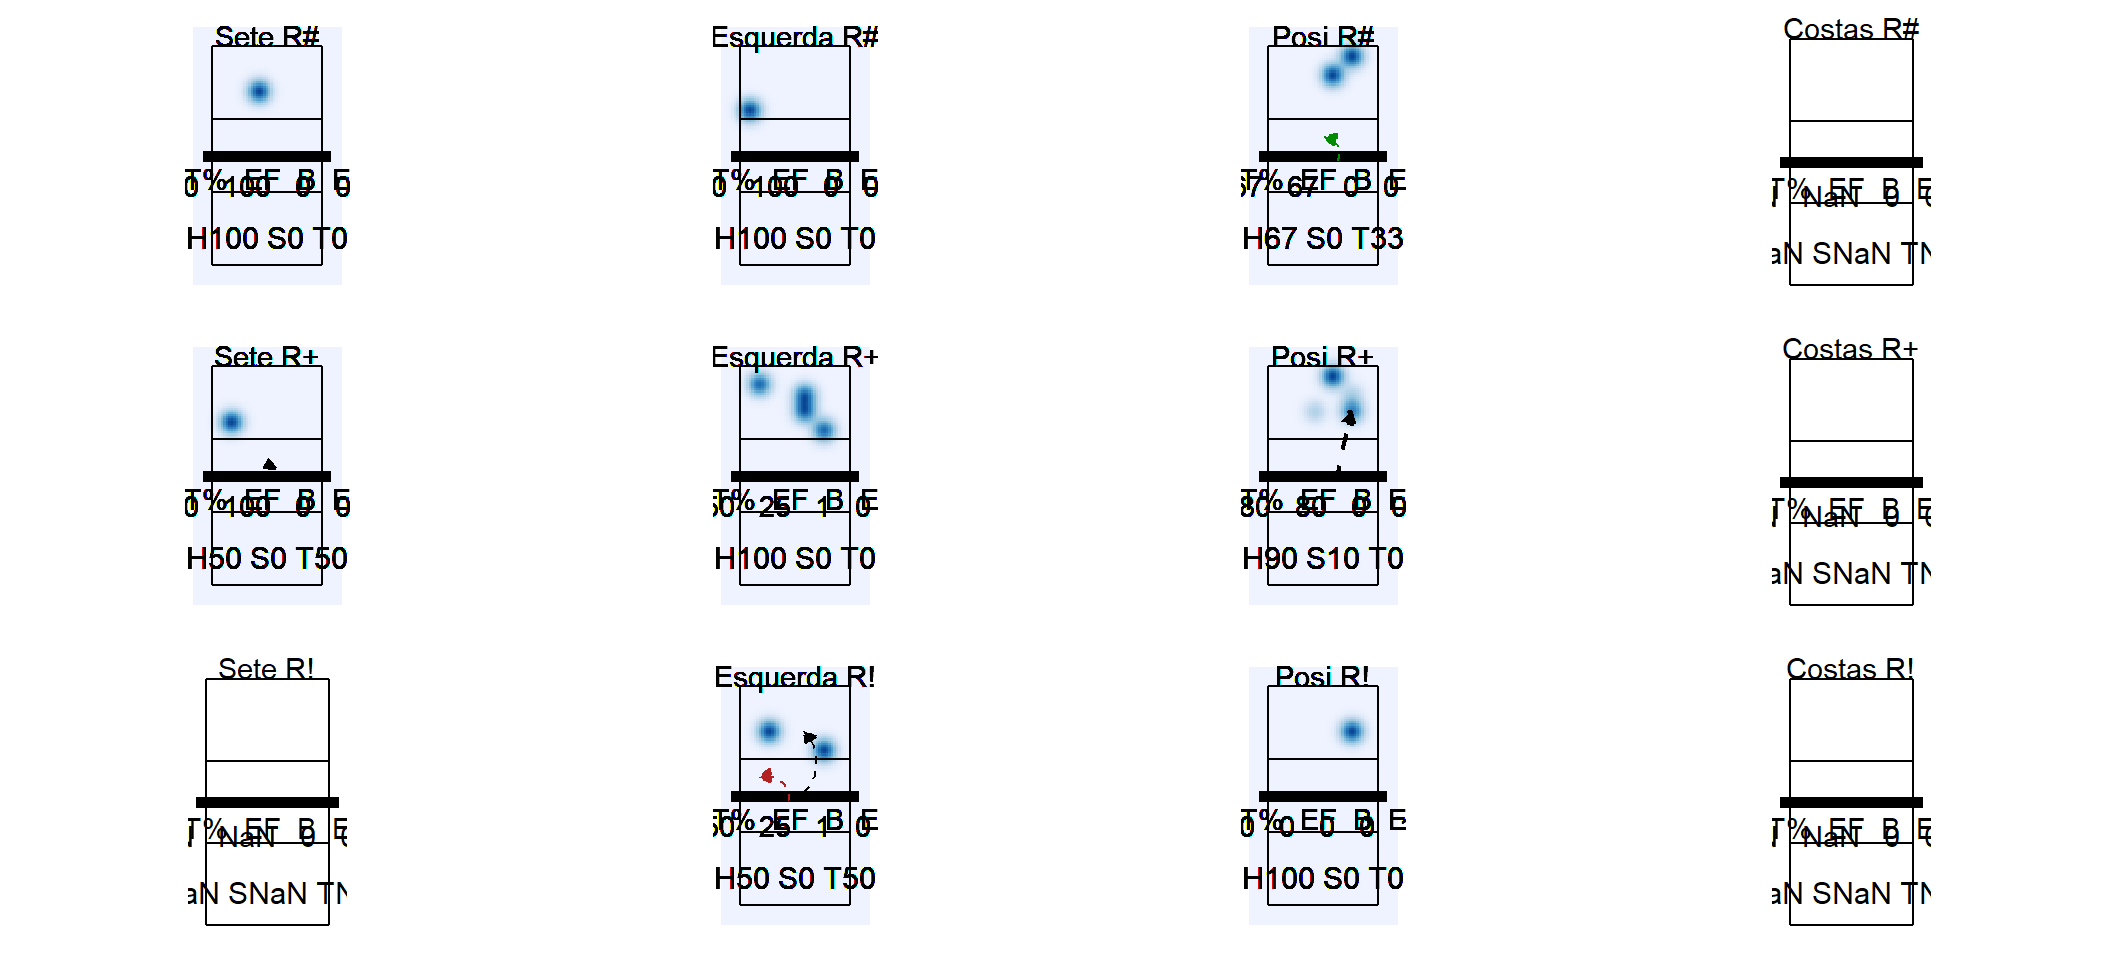 Sete R#
T% EF B E
0 100 0 0
H100 S0 T0
Esquerda R#
T% EF B E
0 100 0 0
H100 S0 T0
Posi R#
T% EF B E
67 67 0 0
H67 S0 T33
Costas R#
T% EF B E
NaN 0
aN SNaN TN
Sete R+
T% EF B E
0 100 0 0
H50 S0 T50
Esquerda R+
T% EF B E
50 25 1 0
H100 S0 T0
Posi R+
T% EF B E
80 80 0 0
H90 S10 T0
Costas R+
T% EF B E
NaN 0
aN SNaN TN
Sete R!
T% EF B E
NaN 0
aN SNaN TN
Esquerda R!
T% EF B E
50 25 1 0
H50 S0 T50
Posi R!
T% EF B E
0 0 0 0
H100 S0 T0
Costas R!
T% EF B E
NaN 0
aN SNaN TN